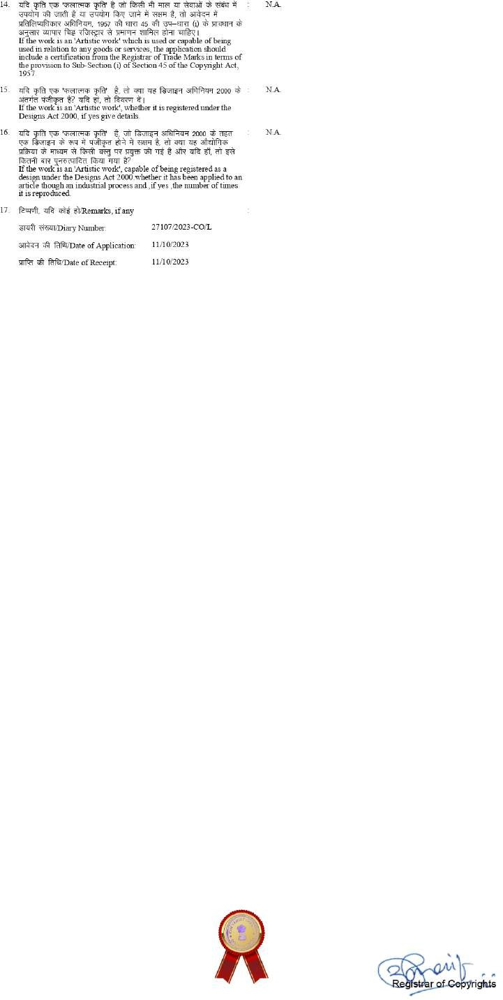 14. यदि कृति एक 'कलात्मक कृति' है जो किसी भी माल या सेवाओं के संबंध में : N.A.
उपयोग की जाती है या उपयोग किए जाने में सक्षम है, तो आवेदन में
प्रतिलिप्यधिकार अधिनियम, 1957 की धारा 45 की उप–धारा (i) के प्रावधान के
अनुसार व्यापार चिह्न रजिस्ट्रार से प्रमाणन शामिल होना चाहिए।
If the work is an 'Artistic work' which is used or capable of being
used in relation to any goods or services, the application should
include a certification from the Registrar of Trade Marks in terms of
the provision to Sub-Section (i) of Section 45 of the Copyright Act,
1957.
15. यदि कृति एक 'कलात्मक कृति' है, तो क्या यह डिजाइन अधिनियम 2000 के : N.A.
अंतर्गत पंजीकृत है? यदि हां, तो विवरण दें।
If the work is an 'Artistic work', whether it is registered under the
Designs Act 2000, if yes give details.
16. यदि कृति एक 'कलात्मक कृति' है, जो डिजाइन अधिनियम 2000 के तहत : N.A.
एक डिजाइन के रूप में पंजीकृत होने में सक्षम है, तो क्या यह औद्योगिक
प्रक्रिया के माध्यम से किसी वस्तु पर प्रयुक्त की गई है और यदि हाँ, तो इसे
कितनी बार पुनरुत्पादित किया गया है?
If the work is an 'Artistic work', capable of being registered as a
design under the Designs Act 2000.whether it has been applied to an
article though an industrial process and ,if yes ,the number of times
it is reproduced.
17. टिप्पणी, यदि कोई हो/Remarks, if any :
डायरी संख्या/Diary Number: 27107/2023-CO/L
आवेदन की तिथि/Date of Application: 11/10/2023
प्राप्ति की तिथि/Date of Receipt: 11/10/2023
Registrar of Copyrights